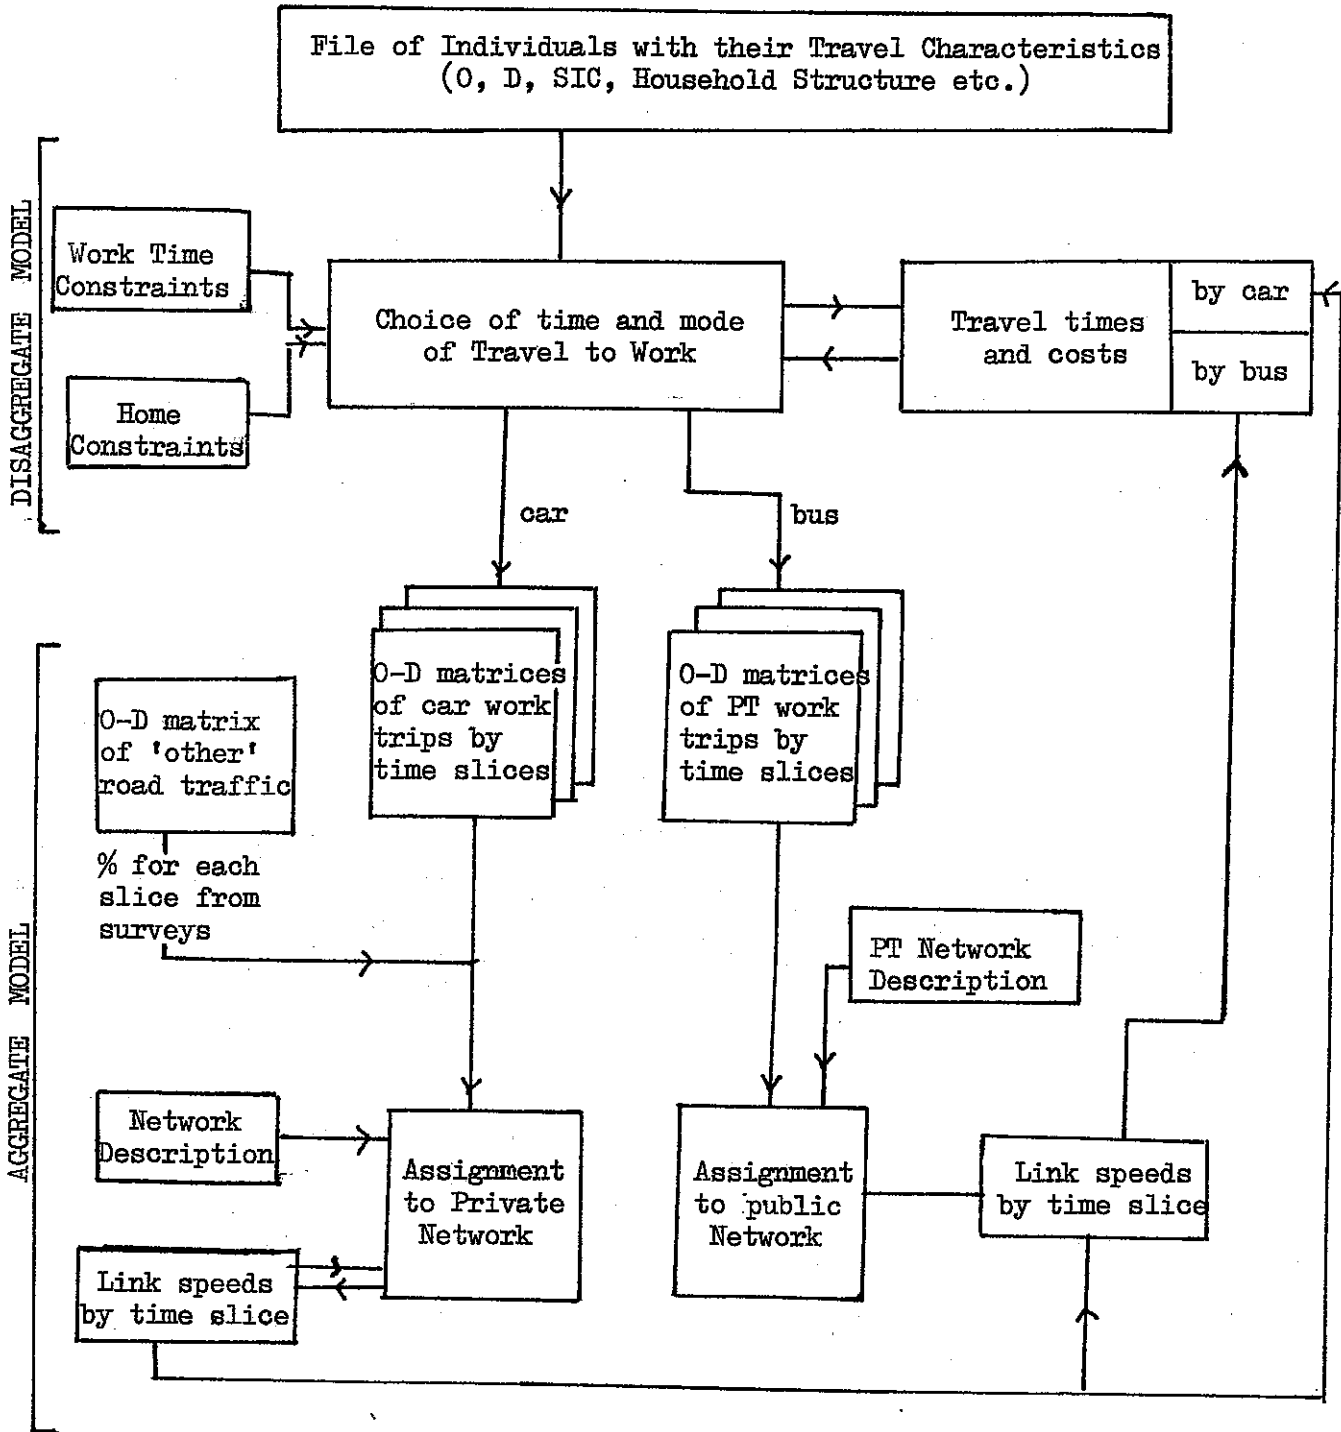 File of Individuals with their Travel Characteristics
(O, D, SIC, Household Structure etc.)
DISAGGREGATE MODEL
Work Time
Constraints
Home
Constraints
Choice of time and mode
of Travel to Work
Travel times
and costs
by car
by bus
car
bus
AGGREGATE MODEL
O-D matrix
of 'other'
road traffic
% for each
slice from
surveys
O-D matrices
of car work
trips by
time slices
O-D matrices
of PT work
trips by
time slices
PT Network
Description
Network
Description
Assignment
to Private
Network
Assignment
to public
Network
Link speeds
by time slice
Link speeds
by time slice